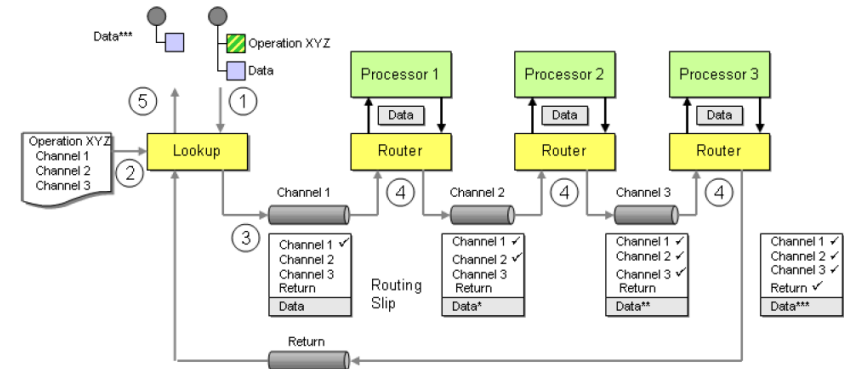 Data***
Operation XYZ
Data
5
1
Processor 1
Processor 2
Processor 3
Data
Data
Data
Operation XYZ
Channel 1
Channel 2
Channel 3
2
Lookup
Router
Router
Router
3
Channel 1
4
Channel 2
4
Channel 3
4
Channel 1 ✓
Channel 2
Channel 3
Return
Data
Routing
Slip
Channel 1 ✓
Channel 2 ✓
Channel 3
Return
Data*
Channel 1 ✓
Channel 2 ✓
Channel 3 ✓
Return
Data**
Channel 1 ✓
Channel 2 ✓
Channel 3 ✓
Return ✓
Data***
Return